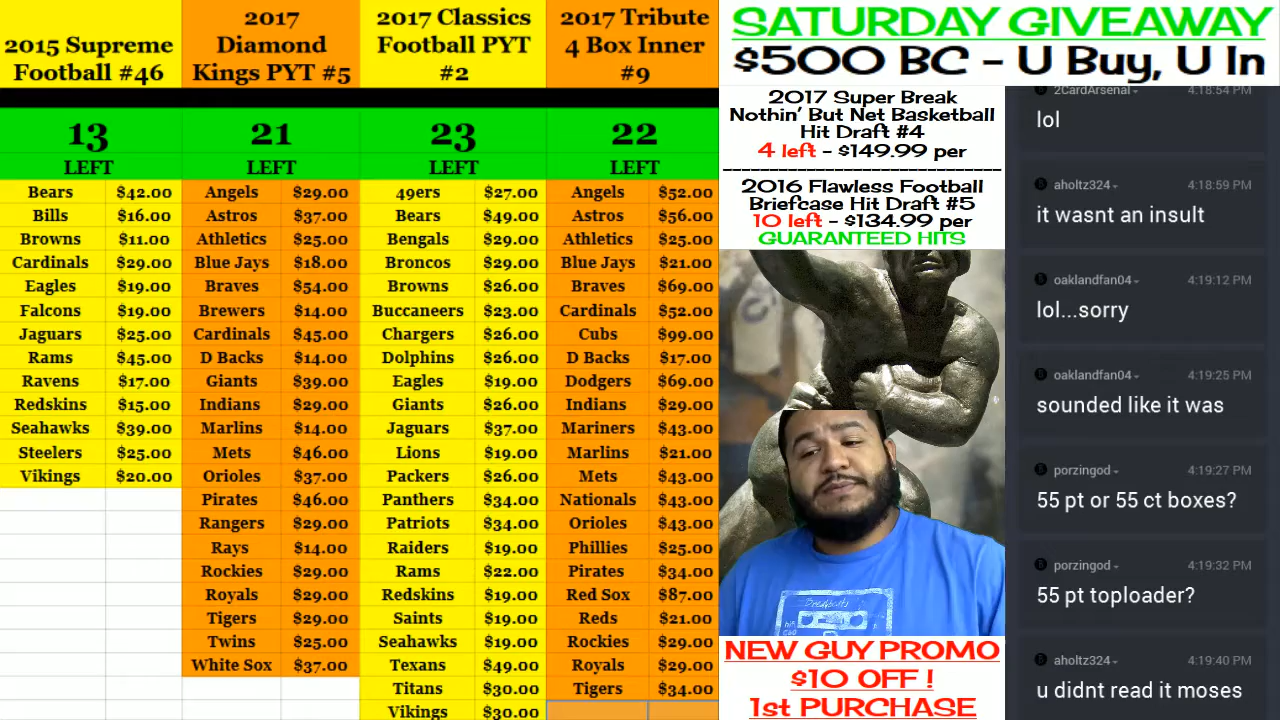 2015 Supreme
Football #46
13
LEFT
Bears $42.00
Bills $16.00
Browns $11.00
Cardinals $29.00
Eagles $19.00
Falcons $19.00
Jaguars $25.00
Rams $45.00
Ravens $17.00
Redskins $15.00
Seahawks $39.00
Steelers $25.00
Vikings $20.00
2017
Diamond
Kings PYT #5
21
LEFT
Angels $29.00
Astros $37.00
Athletics $25.00
Blue Jays $18.00
Braves $54.00
Brewers $14.00
Cardinals $45.00
D Backs $14.00
Giants $39.00
Indians $29.00
Marlins $14.00
Mets $46.00
Orioles $37.00
Pirates $46.00
Rangers $29.00
Rays $14.00
Rockies $29.00
Royals $29.00
Tigers $29.00
Twins $25.00
White Sox $37.00
2017 Classics
Football PYT
#2
23
LEFT
49ers $27.00
Bears $49.00
Bengals $29.00
Broncos $29.00
Browns $26.00
Buccaneers $23.00
Chargers $26.00
Dolphins $26.00
Eagles $19.00
Giants $26.00
Jaguars $37.00
Lions $19.00
Packers $26.00
Panthers $34.00
Patriots $34.00
Raiders $19.00
Rams $22.00
Redskins $19.00
Saints $19.00
Seahawks $19.00
Texans $49.00
Titans $30.00
Vikings $30.00
2017 Tribute
4 Box Inner
#9
22
LEFT
Angels $52.00
Astros $56.00
Athletics $25.00
Blue Jays $21.00
Braves $69.00
Cardinals $52.00
Cubs $99.00
D Backs $17.00
Dodgers $69.00
Indians $29.00
Mariners $43.00
Marlins $21.00
Mets $43.00
Nationals $43.00
Orioles $43.00
Phillies $25.00
Pirates $34.00
Red Sox $87.00
Reds $21.00
Rockies $29.00
Royals $29.00
Tigers $34.00
SATURDAY GIVEAWAY
$500 BC - U Buy, U In
2017 Super Break
Nothin' But Net Basketball
Hit Draft #4
4 left - $149.99 per
2016 Flawless Football
Briefcase Hit Draft #5
10 left - $134.99 per
GUARANTEED HITS
NEW GUY PROMO
$10 OFF !
1st PURCHASE
2CardArsenal 4:18:54 PM
lol
aholtz324 4:18:59 PM
it wasnt an insult
oaklandfan04 4:19:12 PM
lol...sorry
oaklandfan04 4:19:25 PM
sounded like it was
porzingod 4:19:27 PM
55 pt or 55 ct boxes?
porzingod 4:19:32 PM
55 pt toploader?
aholtz324 4:19:40 PM
u didnt read it moses